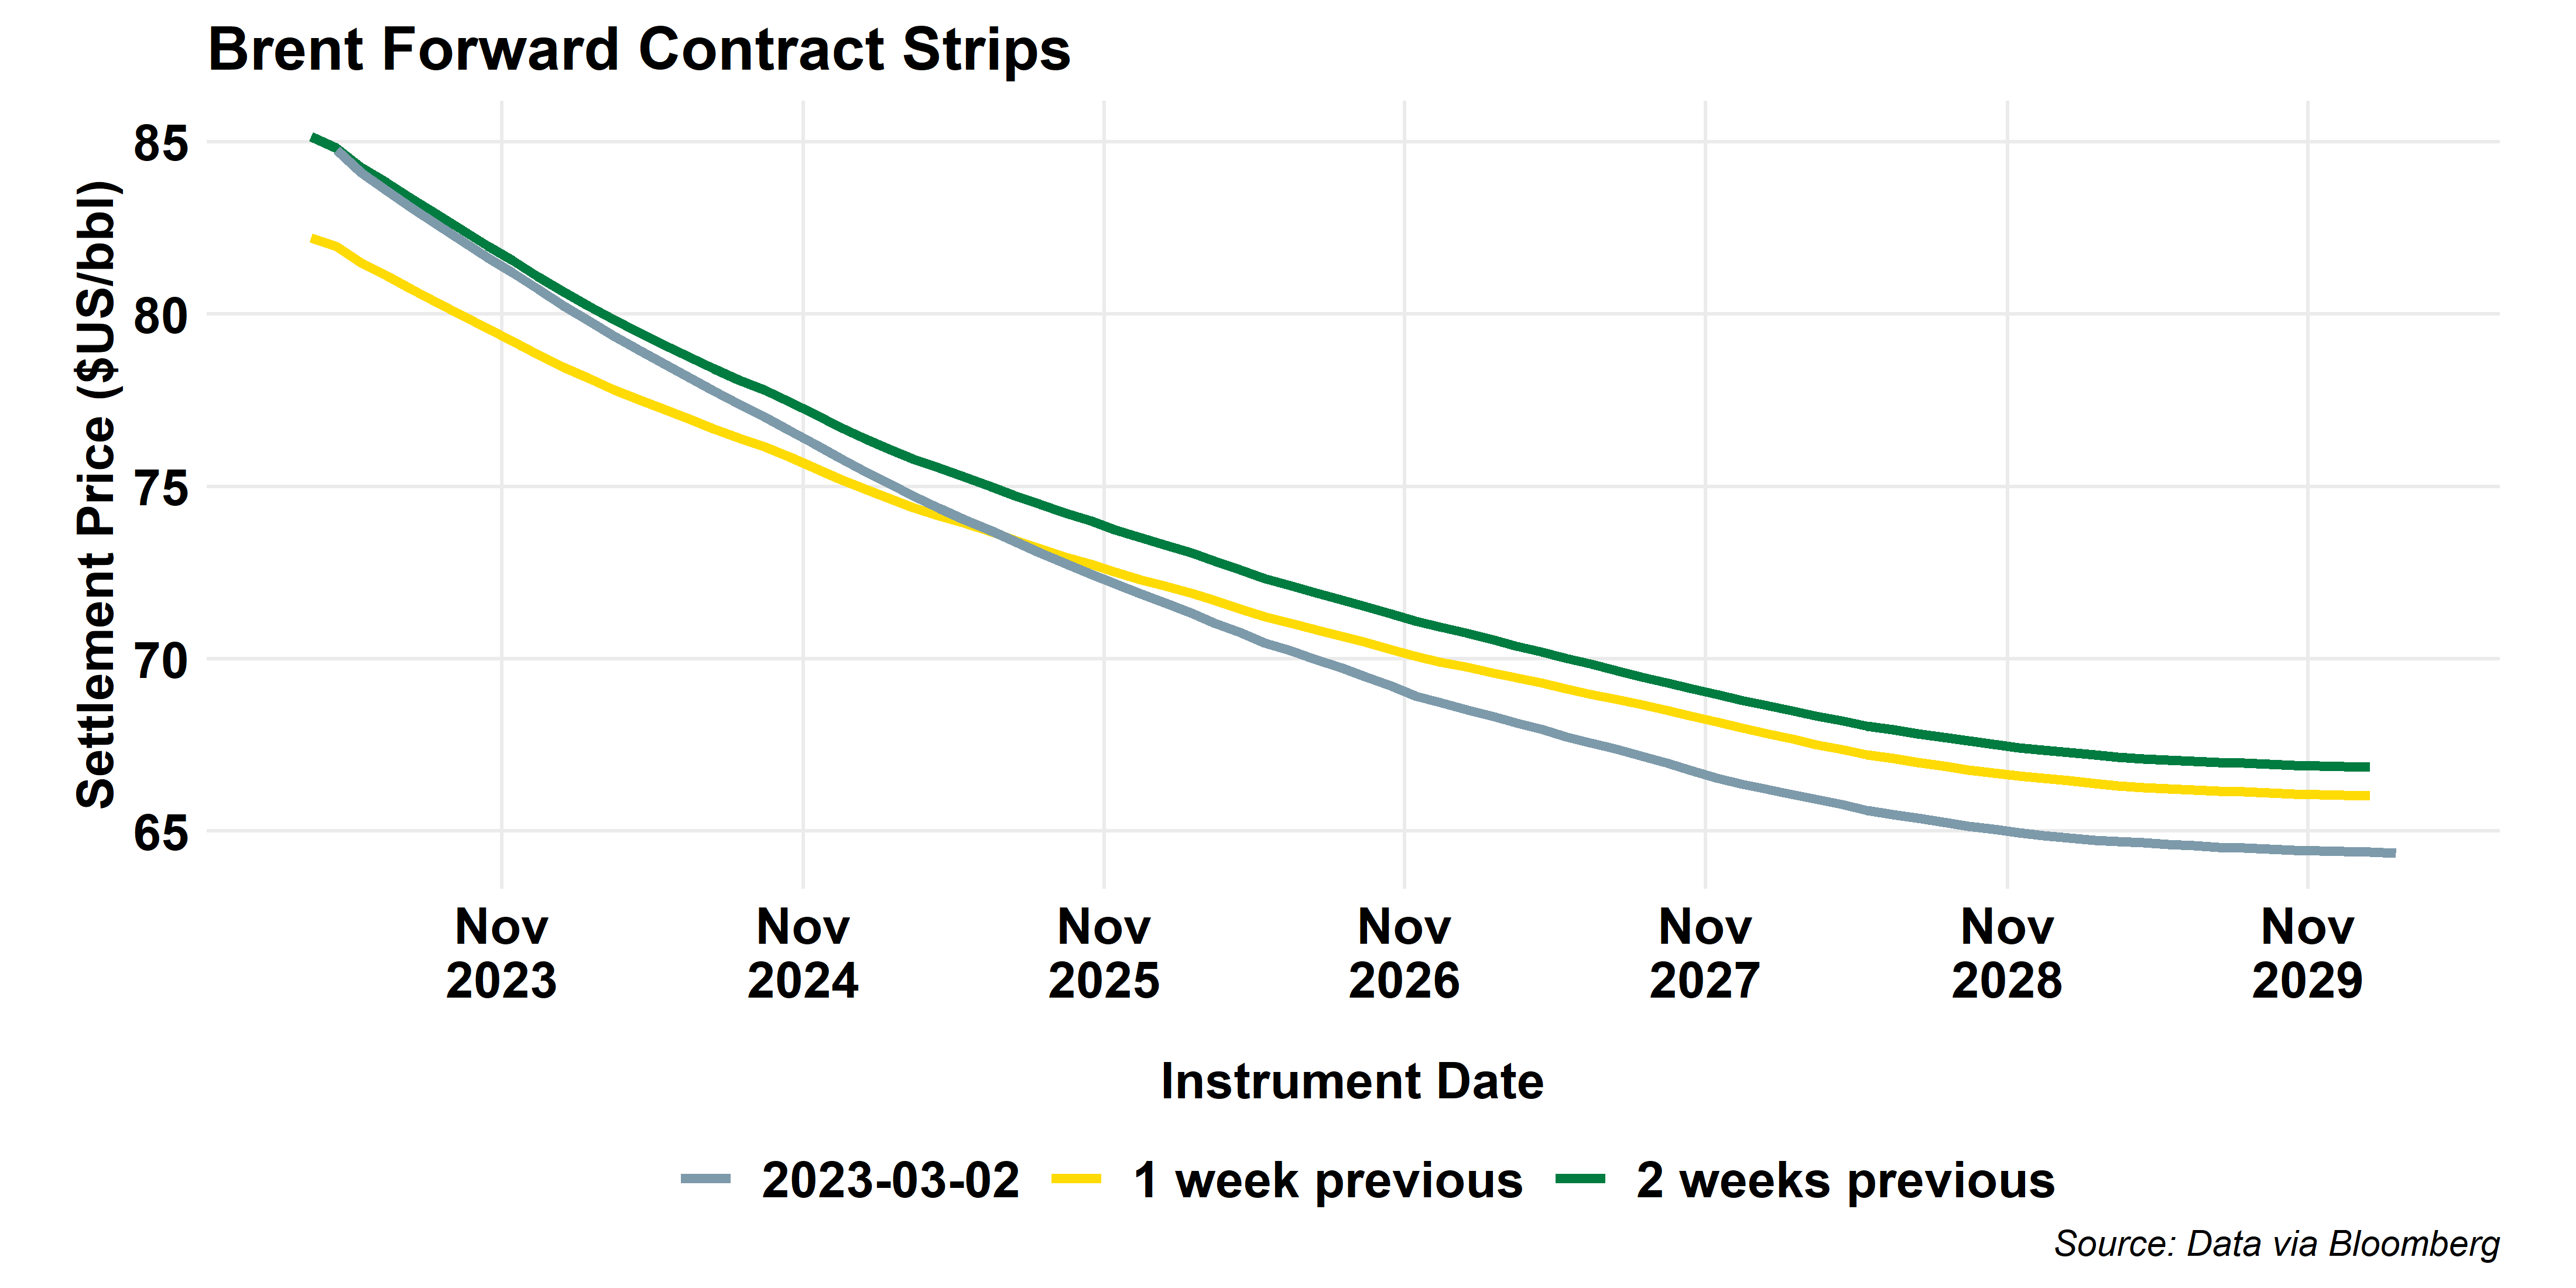 Brent Forward Contract Strips
Settlement Price ($US/bbl)
85
80
75
70
65
Nov
2023
Nov
2024
Nov
2025
Nov
2026
Nov
2027
Nov
2028
Nov
2029
Instrument Date
2023-03-02
1 week previous
2 weeks previous
Source: Data via Bloomberg